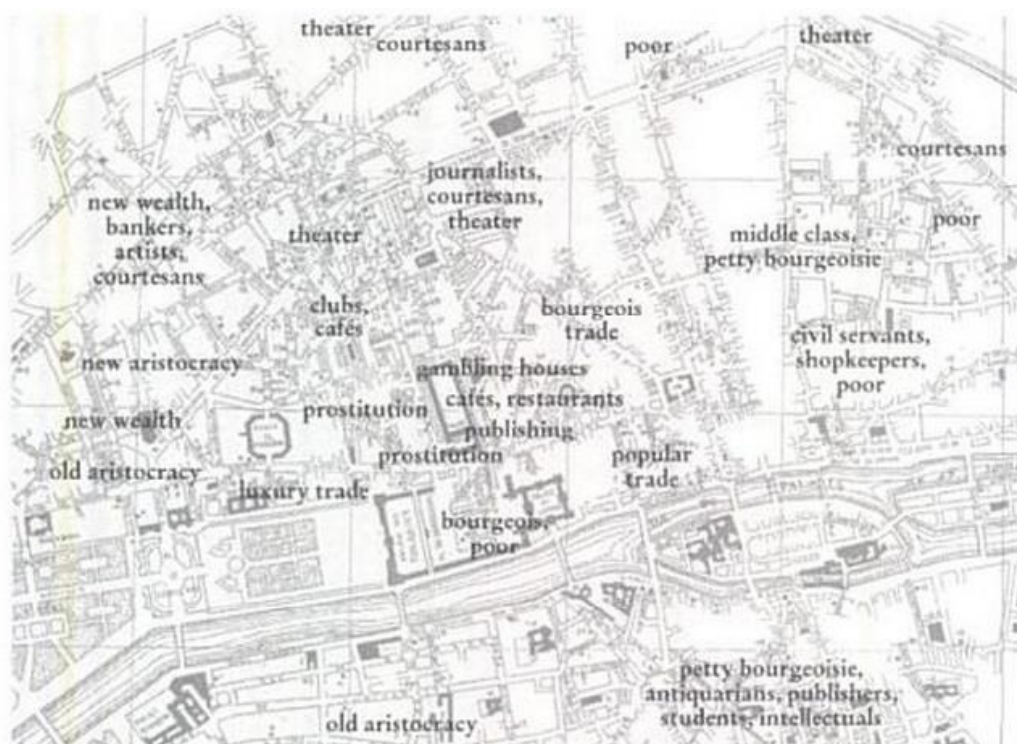 theater
courtesans
poor
theater
courtesans
journalists,
courtesans,
theater
new wealth,
bankers,
artists,
courtesans
theater
poor
middle class,
petty bourgeoisie
clubs,
cafés
bourgeois
trade
civil servants,
shopkeepers,
poor
new aristocracy
gambling houses
cafés, restaurants
prostitution
new wealth
publishing
prostitution
popular
trade
old aristocracy
luxury trade
bourgeois,
poor
petty bourgeoisie,
antiquarians, publishers,
students, intellectuals
old aristocracy